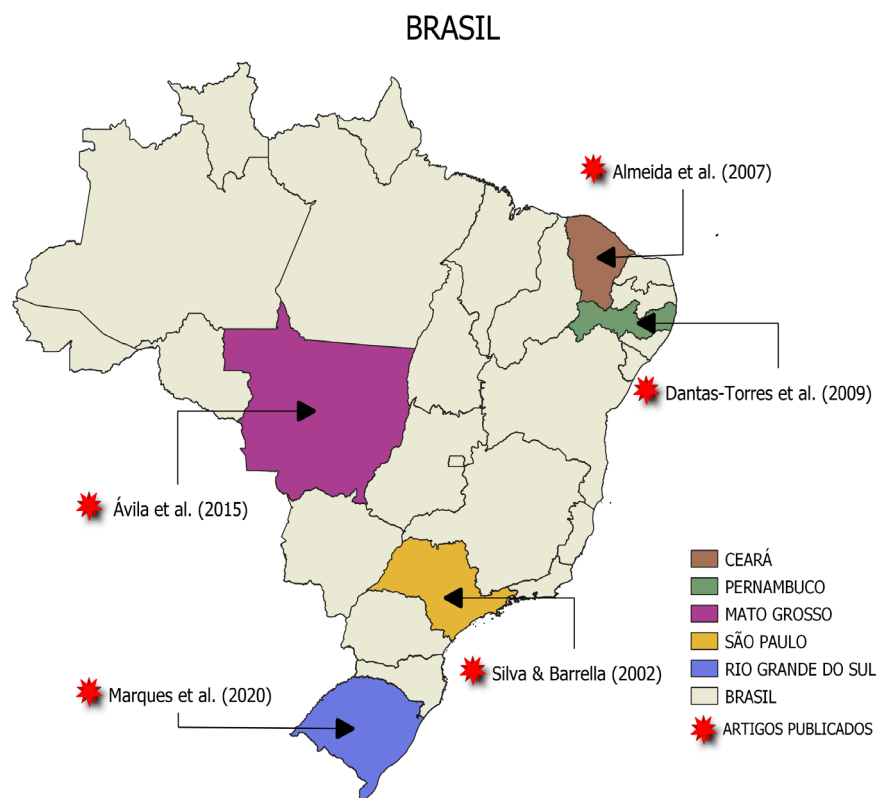 BRASIL
Almeida et al. (2007)
Dantas-Torres et al. (2009)
Ávila et al. (2015)
Silva & Barrella (2002)
Marques et al. (2020)
CEARÁ
PERNAMBUCO
MATO GROSSO
SÃO PAULO
RIO GRANDE DO SUL
BRASIL
ARTIGOS PUBLICADOS